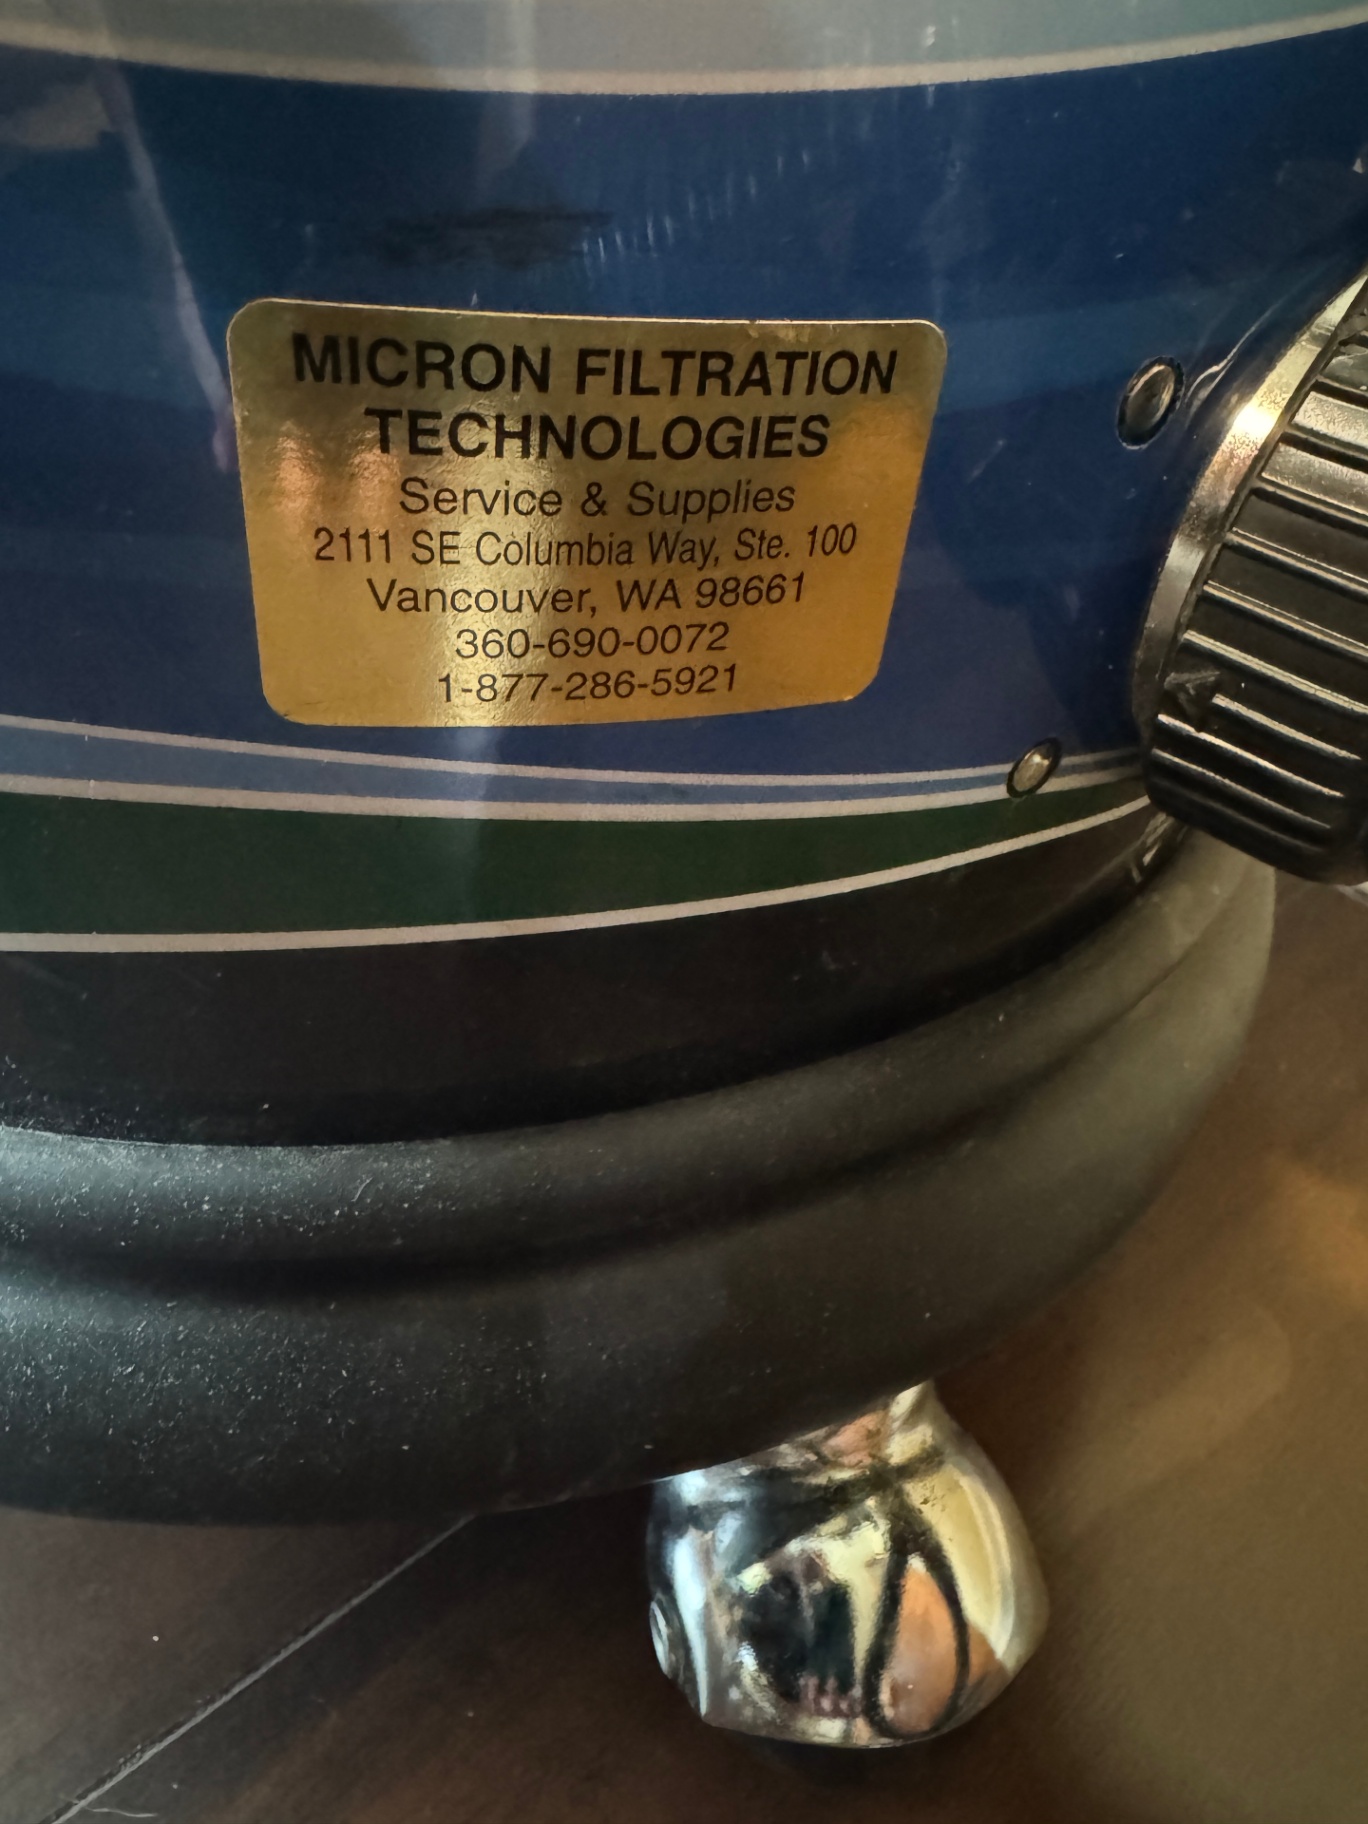 MICRON FILTRATION
TECHNOLOGIES
Service & Supplies
2111 SE Columbia Way, Ste. 100
Vancouver, WA 98661
360-690-0072
1-877-286-5921